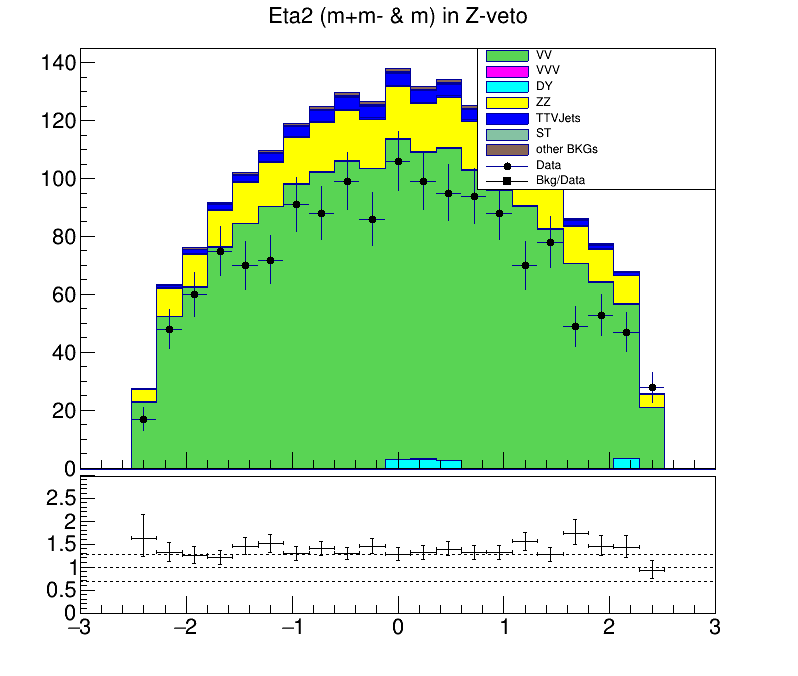 Eta2 (m+m- & m) in Z-veto
140
120
100
80
60
40
20
0
VV
VVV
DY
ZZ
TTVJets
ST
other BKGs
Data
Bkg/Data
2.5
2
1.5
1
0.5
0
−3 −2 −1 0 1 2 3